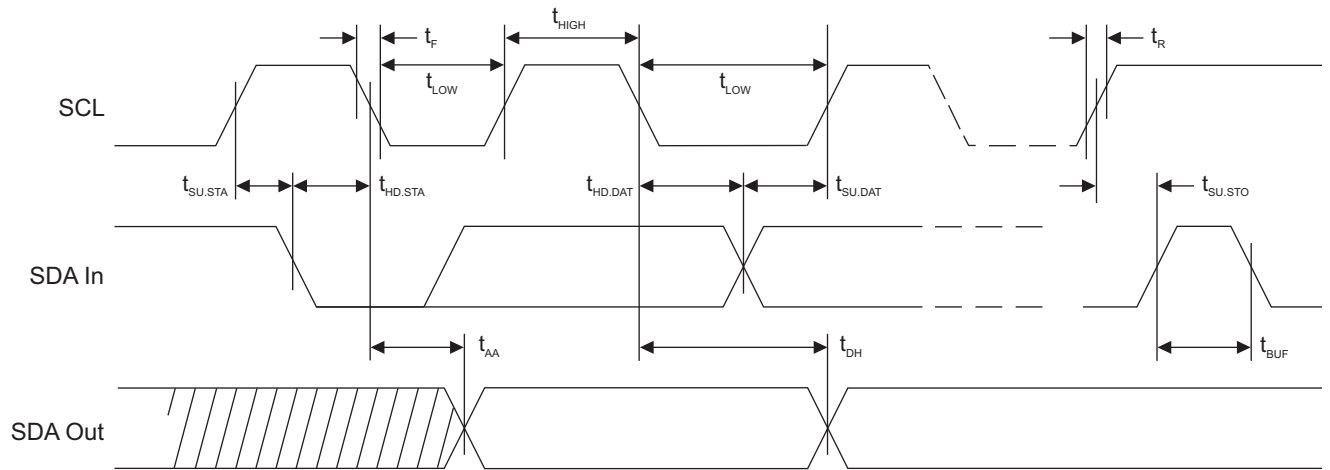 t_HIGH
t_F
t_R
t_LOW
t_LOW
SCL
t_SU.STA
t_HD.STA
t_HD.DAT
t_SU.DAT
t_SU.STO
SDA In
t_AA
t_DH
t_BUF
SDA Out